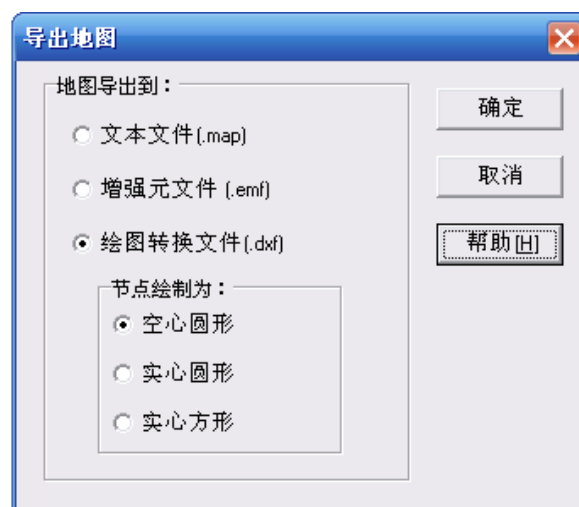 导出地图
地图导出到：
文本文件(.map)
增强元文件 (.emf)
绘图转换文件(.dxf)
节点绘制为：
空心圆形
实心圆形
实心方形
确定
取消
帮助[H]